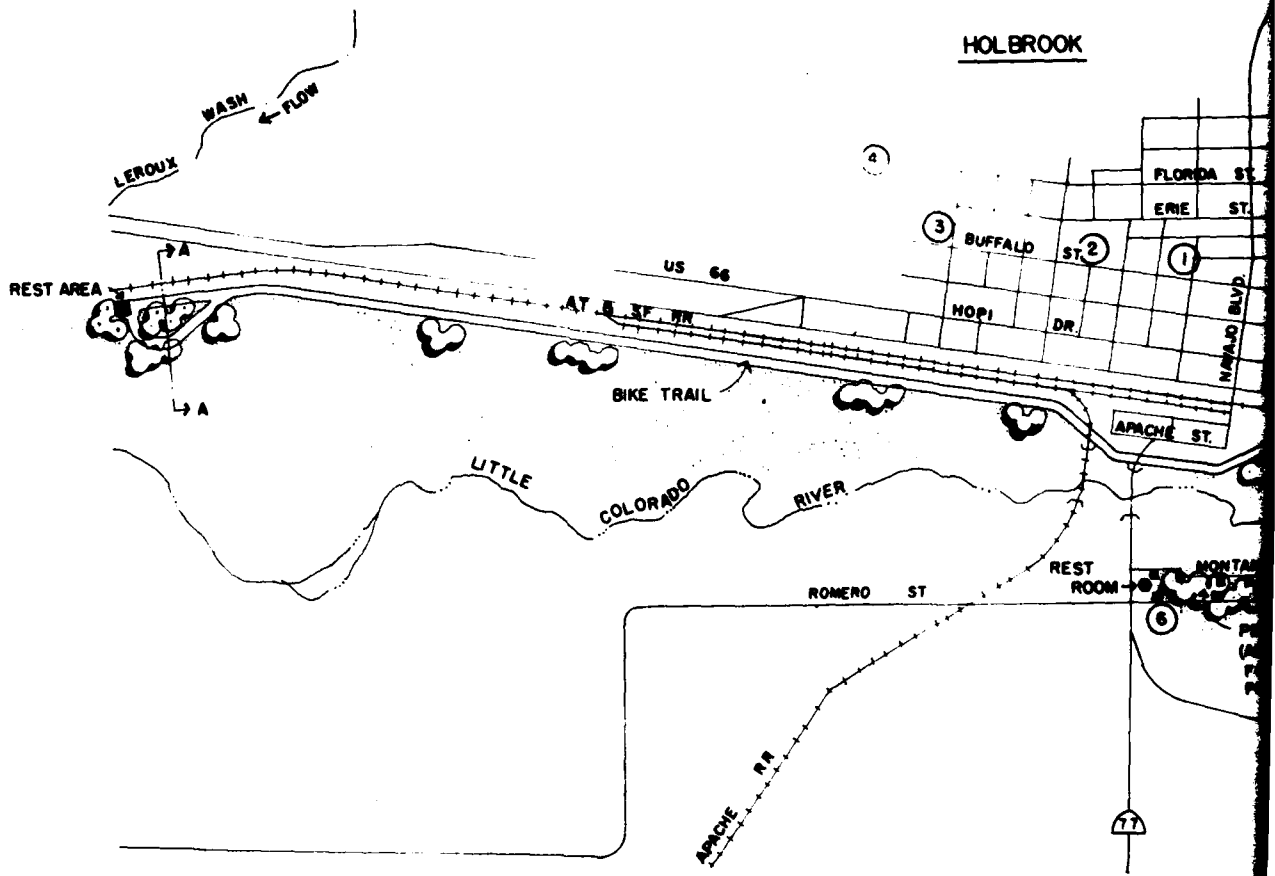 HOLBROOK
WASH
← FLOW
LEROUX
4
FLORIDA ST.
ERIE ST.
3
BUFFALO ST.
2
1
A
US 66
REST AREA
NAVAJO BLVD.
AT & SF RR
HOPI DR.
BIKE TRAIL
A
APACHE ST.
LITTLE COLORADO RIVER
REST
ROOM
ROMERO ST
6
APACHE RR
77